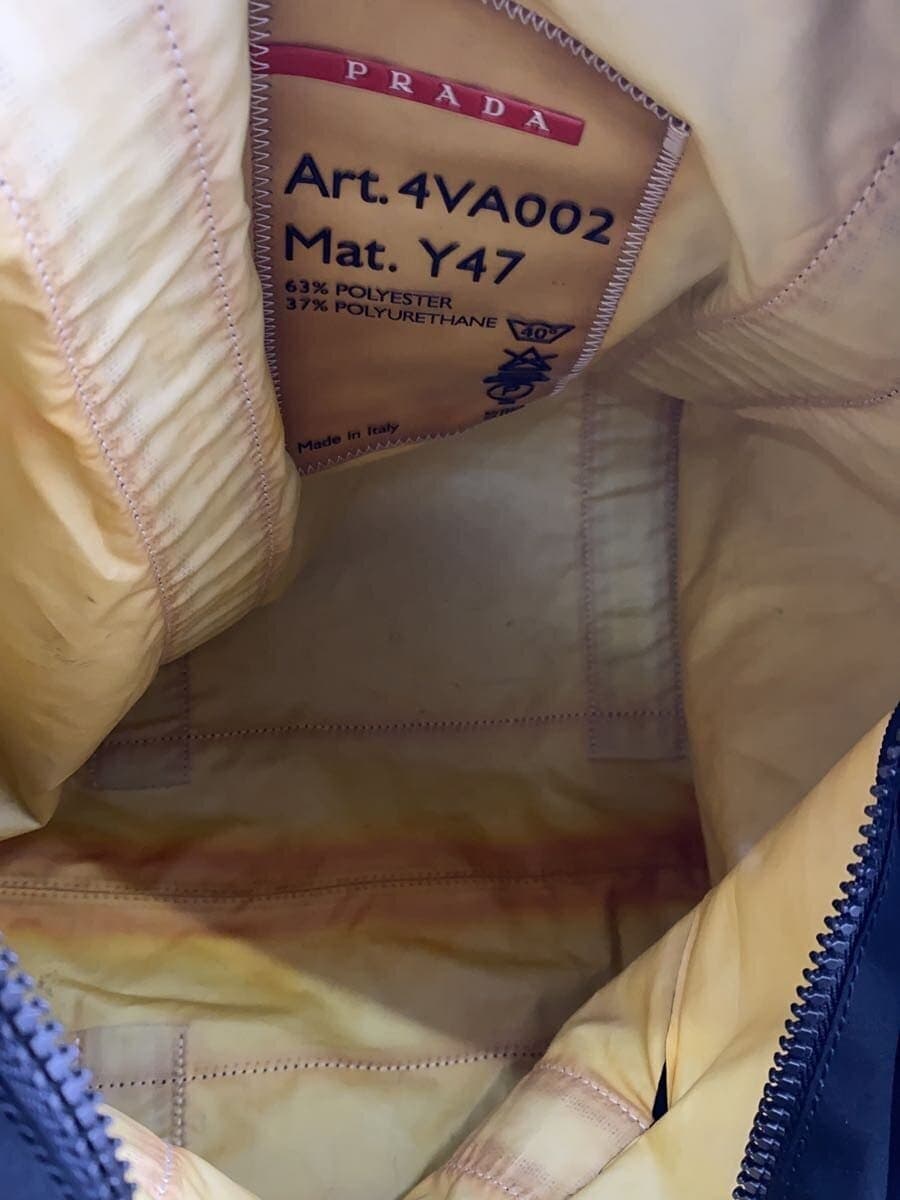 PRADA
Art. 4VA002
Mat. Y47
63% POLYESTER
37% POLYURETHANE
40°
P
Made in Italy